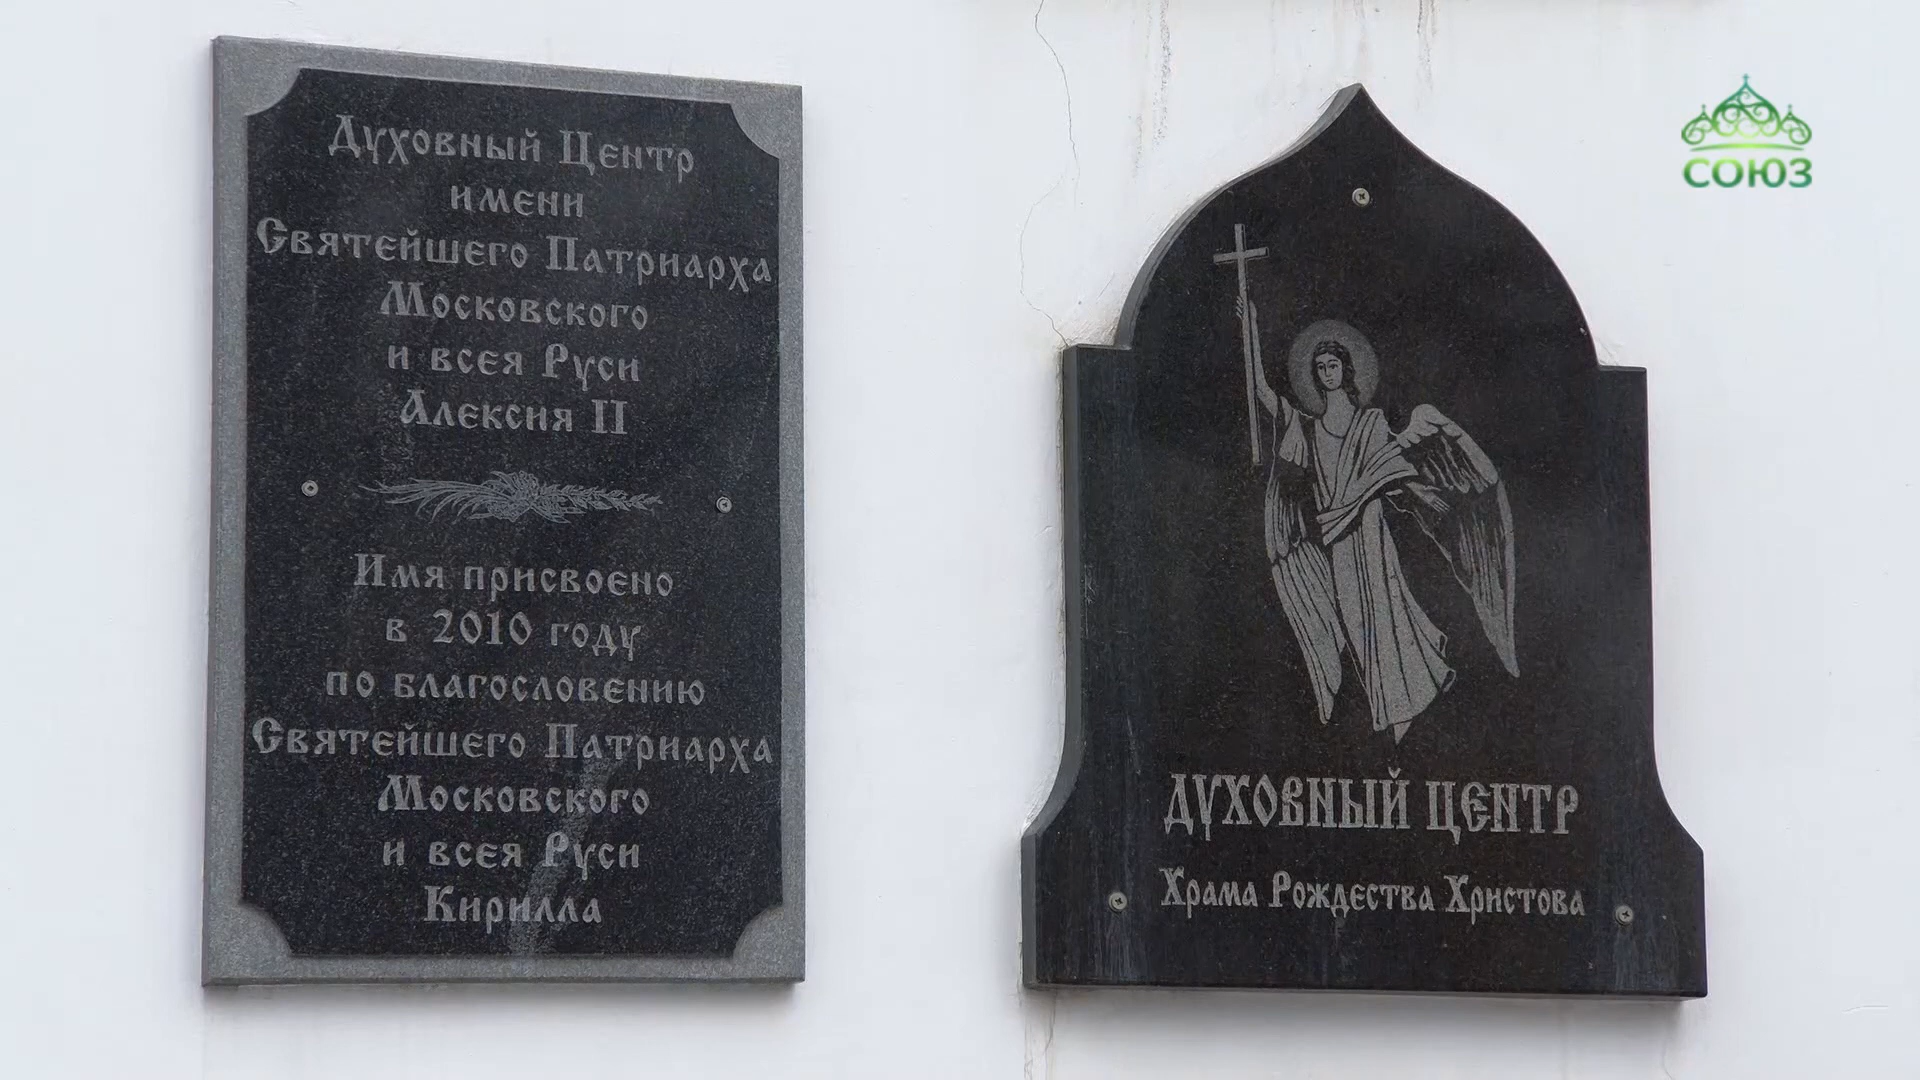 Духовный Центр
имени
Святейшего Патриарха
Московского
и всея Руси
Алексия II
Имя присвоено
в 2010 году
по благословению
Святейшего Патриарха
Московского
и всея Руси
Кирилла
ДУХОВНЫЙ ЦЕНТР
Храма Рождества Христова
СОЮЗ